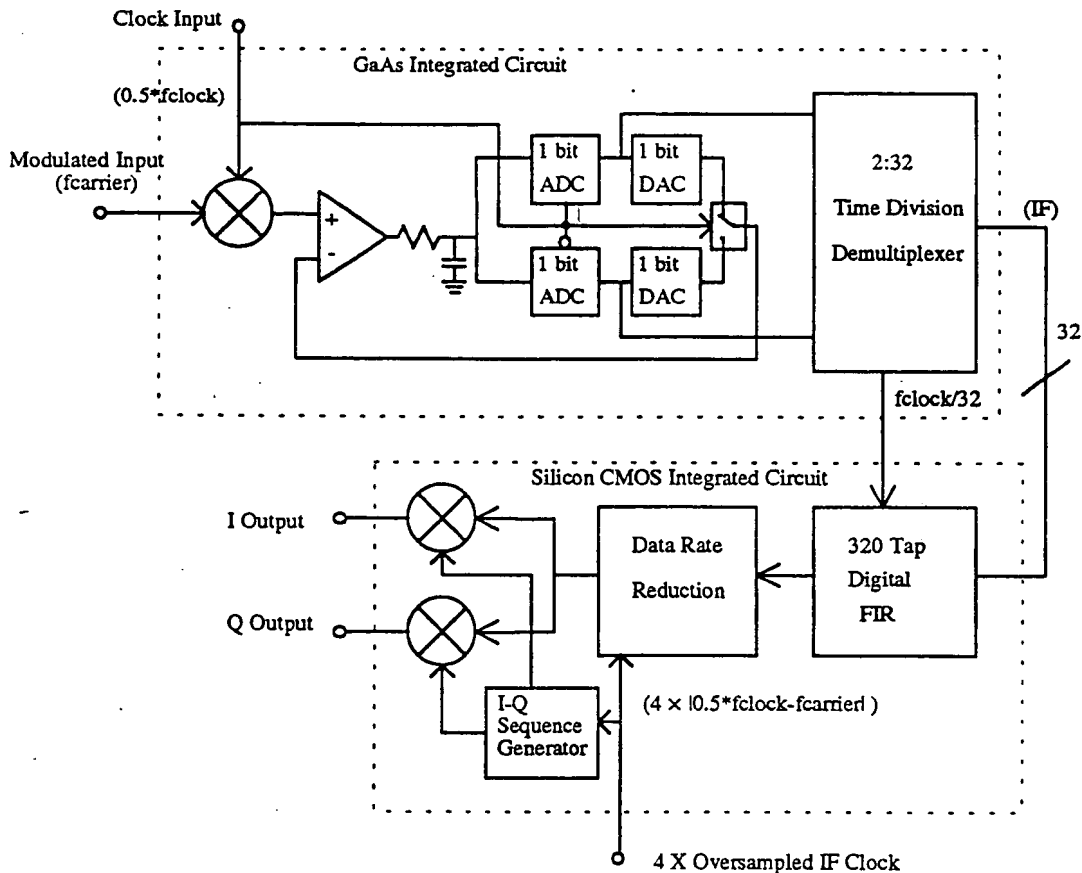 Clock Input
GaAs Integrated Circuit
(0.5*fclock)
Modulated Input
(fcarrier)
+
-
1 bit
ADC
1 bit
DAC
1 bit
ADC
1 bit
DAC
2:32
Time Division
Demultiplexer
(IF)
32
fclock/32
Silicon CMOS Integrated Circuit
I Output
Q Output
Data Rate
Reduction
320 Tap
Digital
FIR
I-Q
Sequence
Generator
(4 × |0.5*fclock-fcarrier| )
4 X Oversampled IF Clock